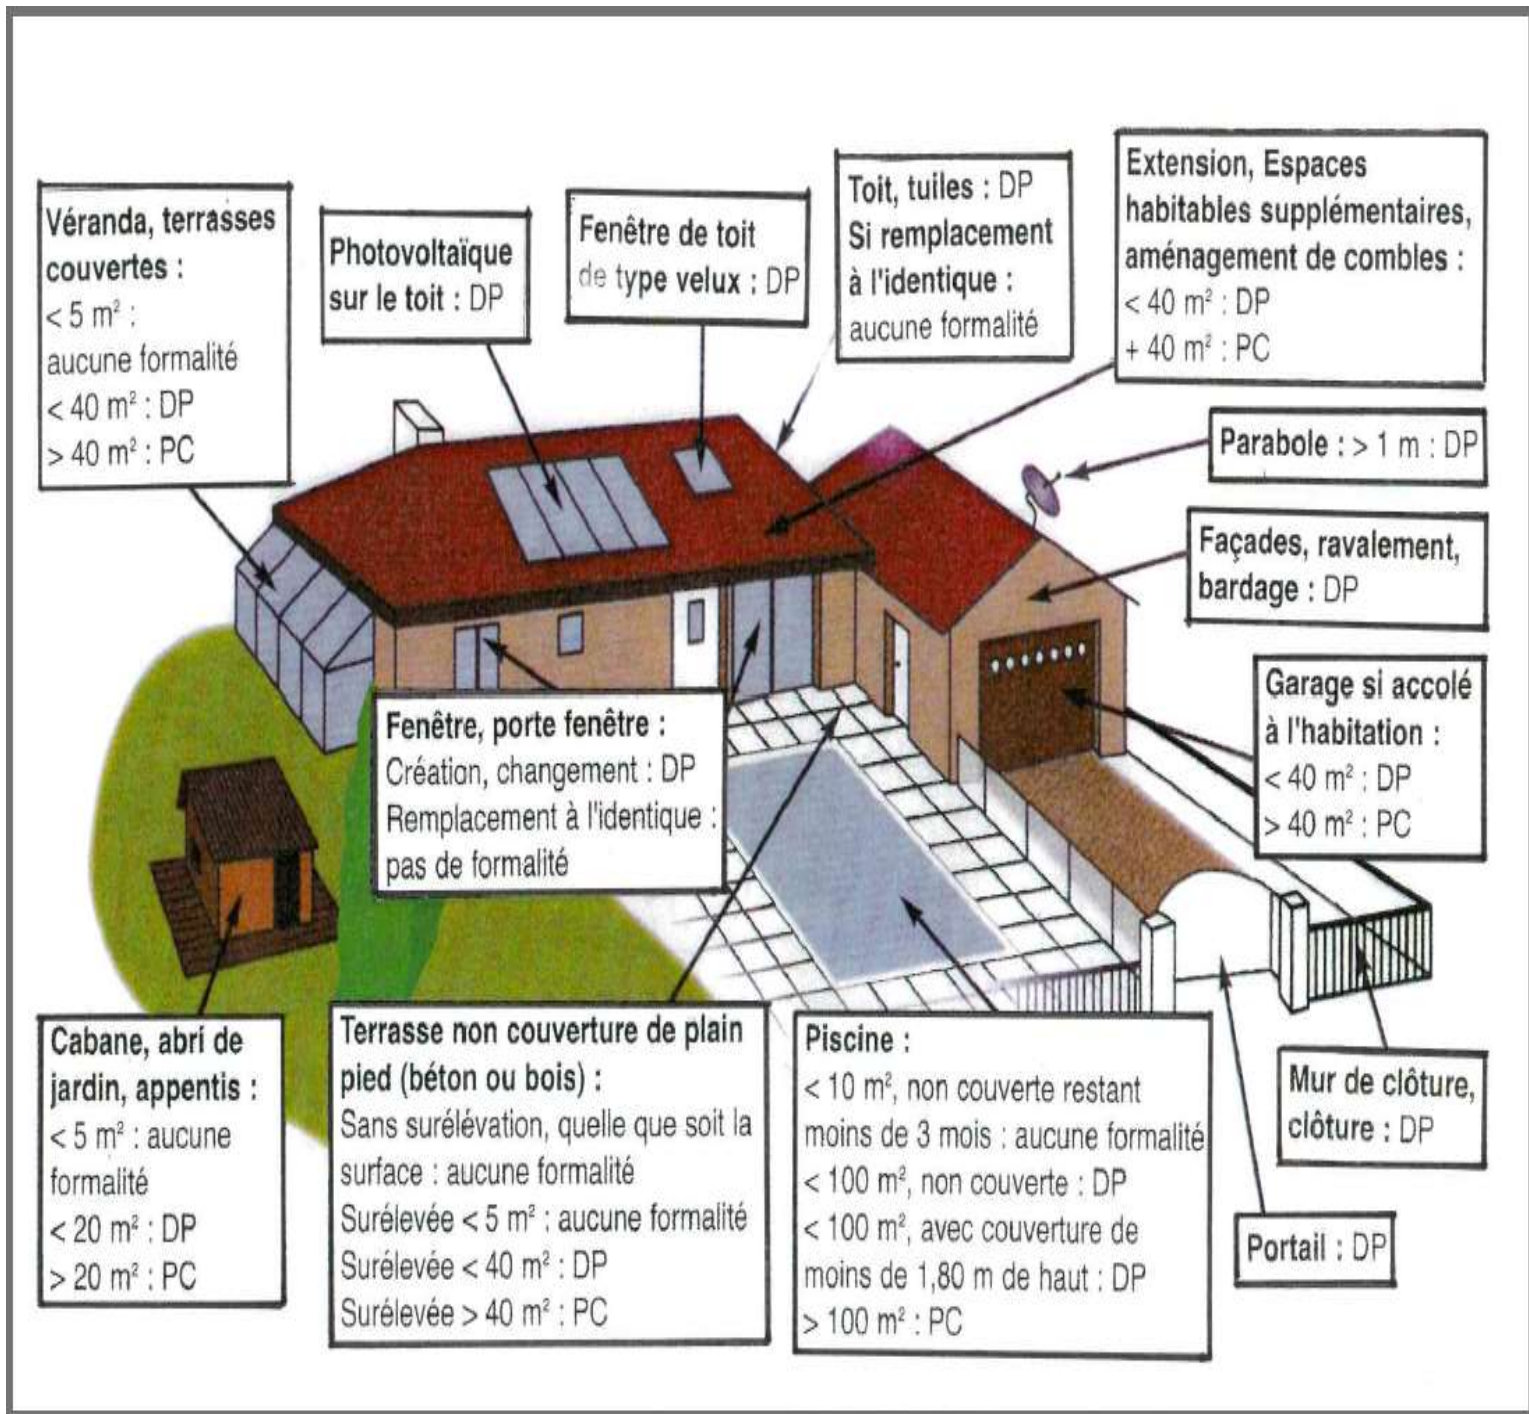 Véranda, terrasses
couvertes :
< 5 m² :
aucune formalité
< 40 m² : DP
> 40 m² : PC
Photovoltaïque
sur le toit : DP
Fenêtre de toit
de type velux : DP
Toit, tuiles : DP
Si remplacement
à l'identique :
aucune formalité
Extension, Espaces
habitables supplémentaires,
aménagement de combles :
< 40 m² : DP
+ 40 m² : PC
Parabole : > 1 m : DP
Façades, ravalement,
bardage : DP
Garage si accolé
à l'habitation :
< 40 m² : DP
> 40 m² : PC
Fenêtre, porte fenêtre :
Création, changement : DP
Remplacement à l'identique :
pas de formalité
Cabane, abri de
jardin, appentis :
< 5 m² : aucune
formalité
< 20 m² : DP
> 20 m² : PC
Terrasse non couverture de plain
pied (béton ou bois) :
Sans surélévation, quelle que soit la
surface : aucune formalité
Surélevée < 5 m² : aucune formalité
Surélevée < 40 m² : DP
Surélevée > 40 m² : PC
Piscine :
< 10 m², non couverte restant
moins de 3 mois : aucune formalité
< 100 m², non couverte : DP
< 100 m², avec couverture de
moins de 1,80 m de haut : DP
> 100 m² : PC
Mur de clôture,
clôture : DP
Portail : DP